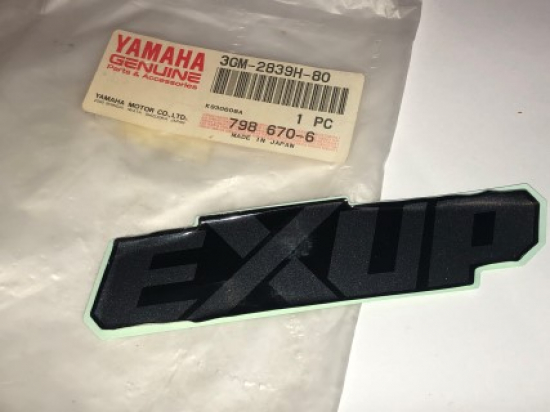 YAMAHA
GENUINE
Parts & Accessories
YAMAHA MOTOR CO.,LTD.
3GM-2839H-80
1 PC
798 670-6
MADE IN JAPAN
EXUP